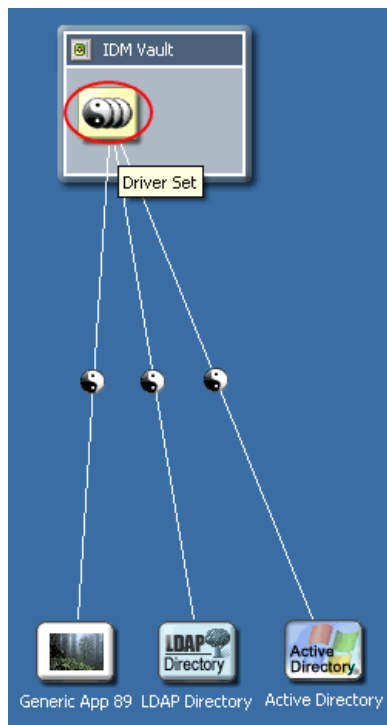 IDM Vault
Driver Set
LDAP
Directory
Active
Directory
Generic App 89
LDAP Directory
Active Directory